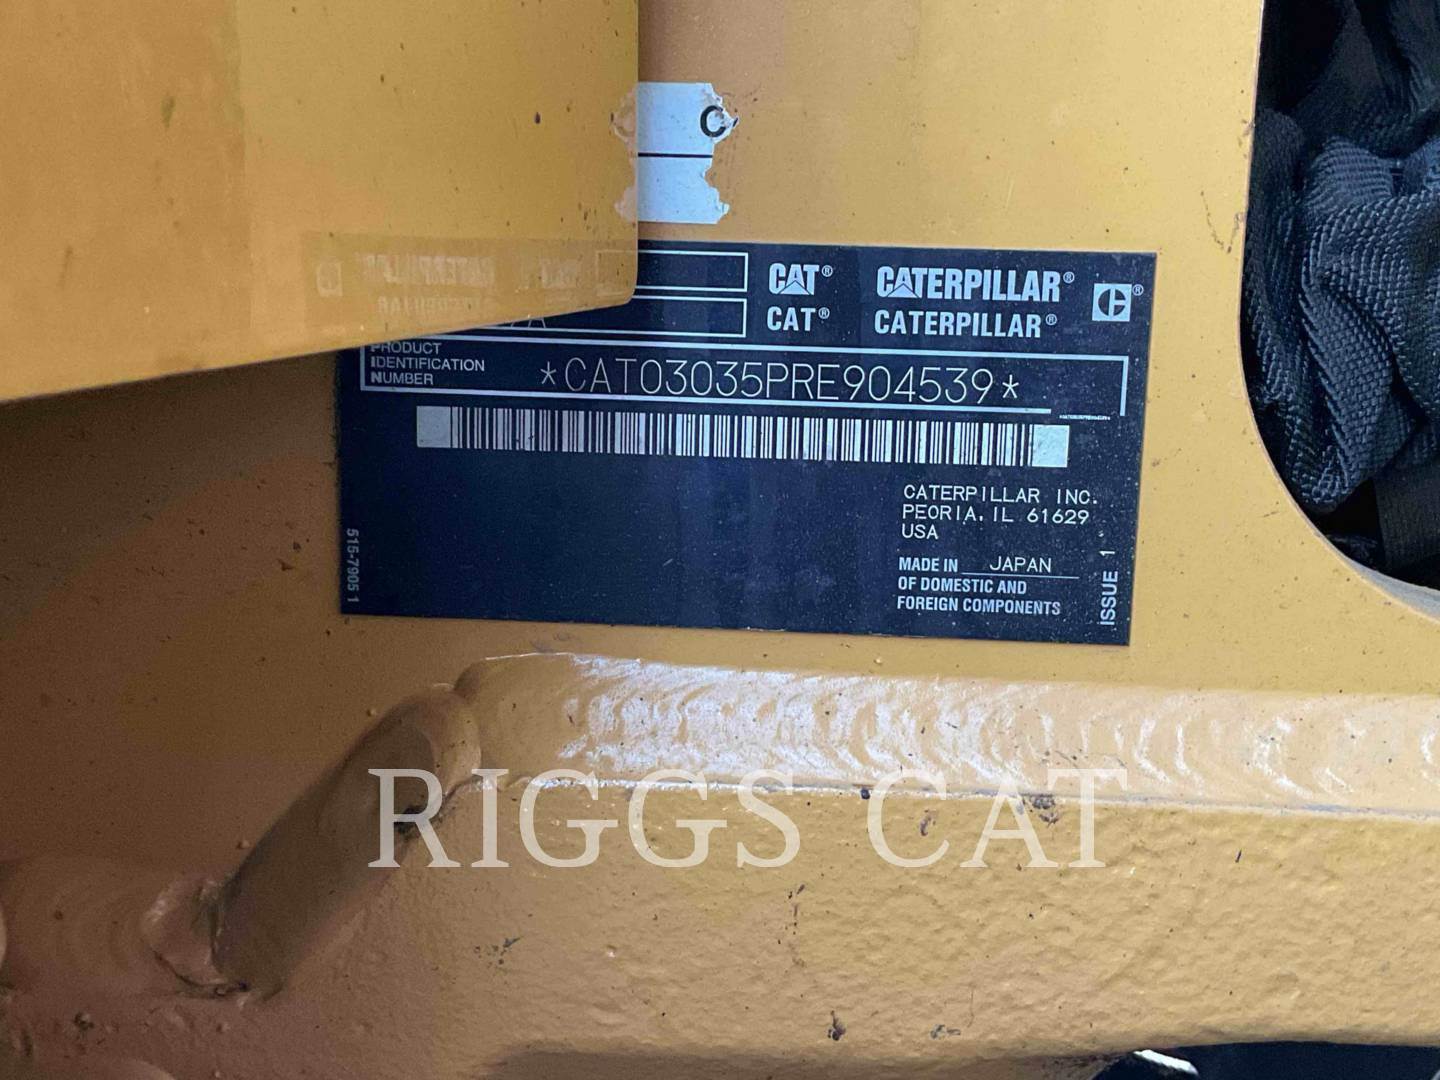 C
CAT® CATERPILLAR®
CAT® CATERPILLAR®
PRODUCT
IDENTIFICATION
NUMBER
*CAT03035PRE904539*
CATERPILLAR INC.
PEORIA, IL 61629
USA
MADE IN JAPAN
OF DOMESTIC AND
FOREIGN COMPONENTS
ISSUE 1
515-7905 1
RIGGS CAT